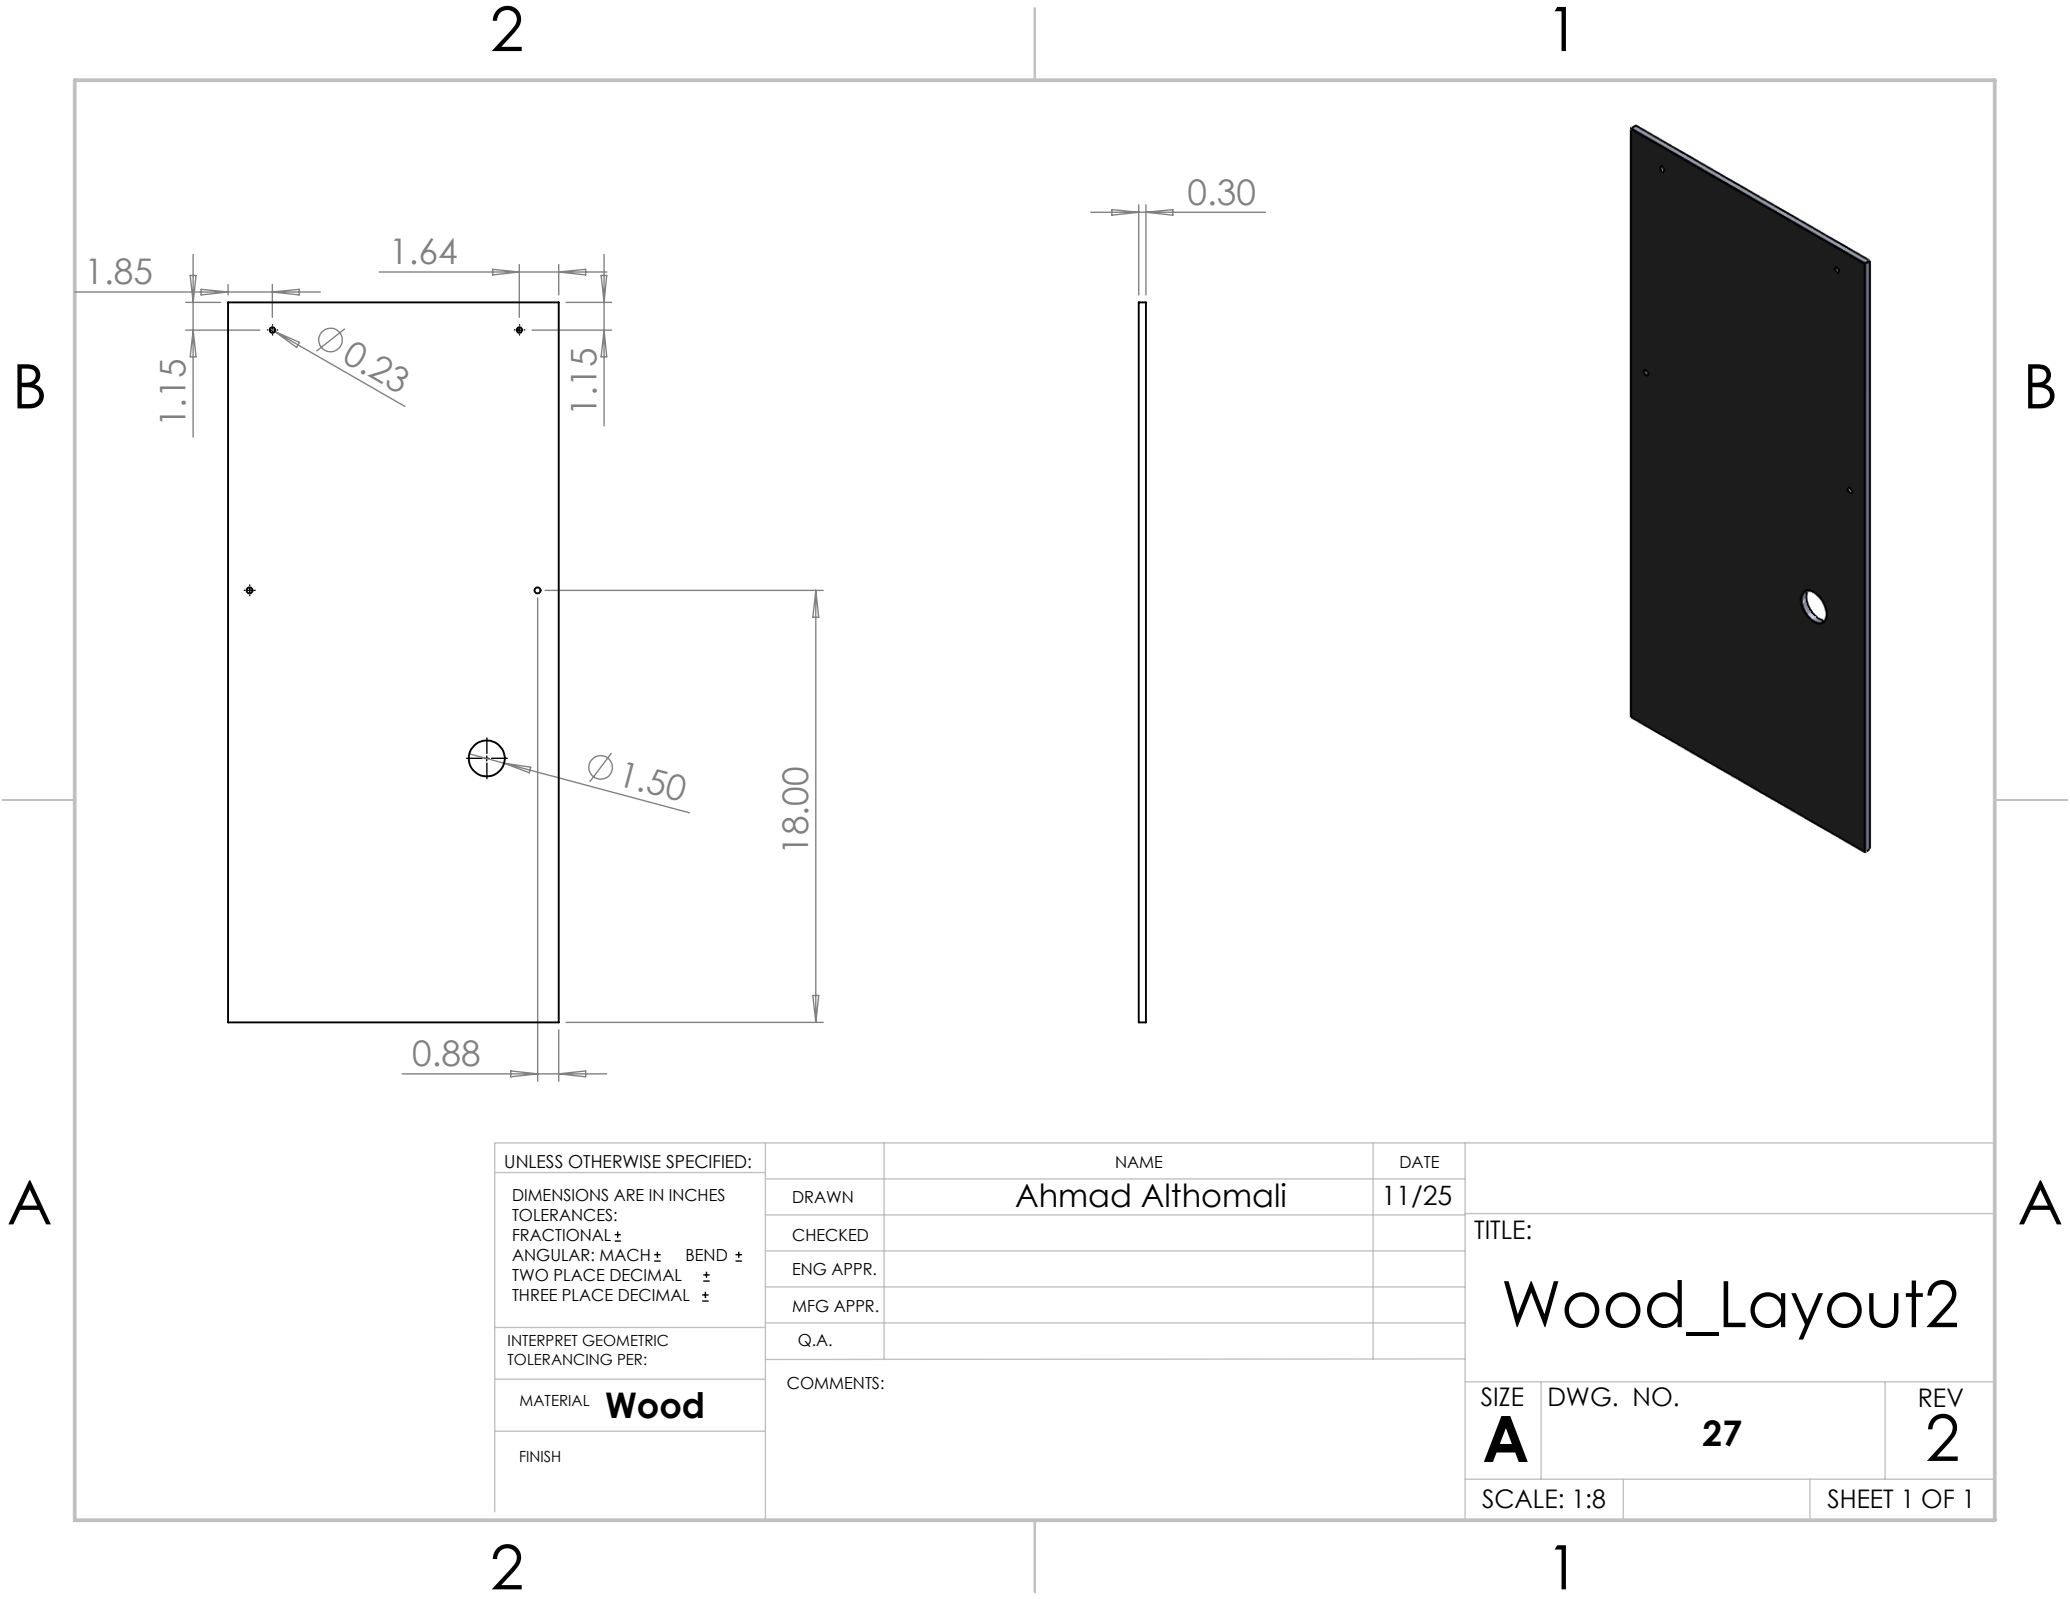 2
1
0.30
1.64
1.85
⌀0.23
1.15
1.15
B
B
⌀1.50
18.00
0.88
A
A
UNLESS OTHERWISE SPECIFIED:
DIMENSIONS ARE IN INCHES
TOLERANCES:
FRACTIONAL ±
ANGULAR: MACH ± BEND ±
TWO PLACE DECIMAL ±
THREE PLACE DECIMAL ±
INTERPRET GEOMETRIC
TOLERANCING PER:
MATERIAL Wood
FINISH
NAME DATE
DRAWN Ahmad Althomali 11/25
CHECKED
ENG APPR.
MFG APPR.
Q.A.
COMMENTS:
TITLE:
Wood_Layout2
SIZE DWG. NO. REV
A 27 2
SCALE: 1:8 SHEET 1 OF 1
2
1